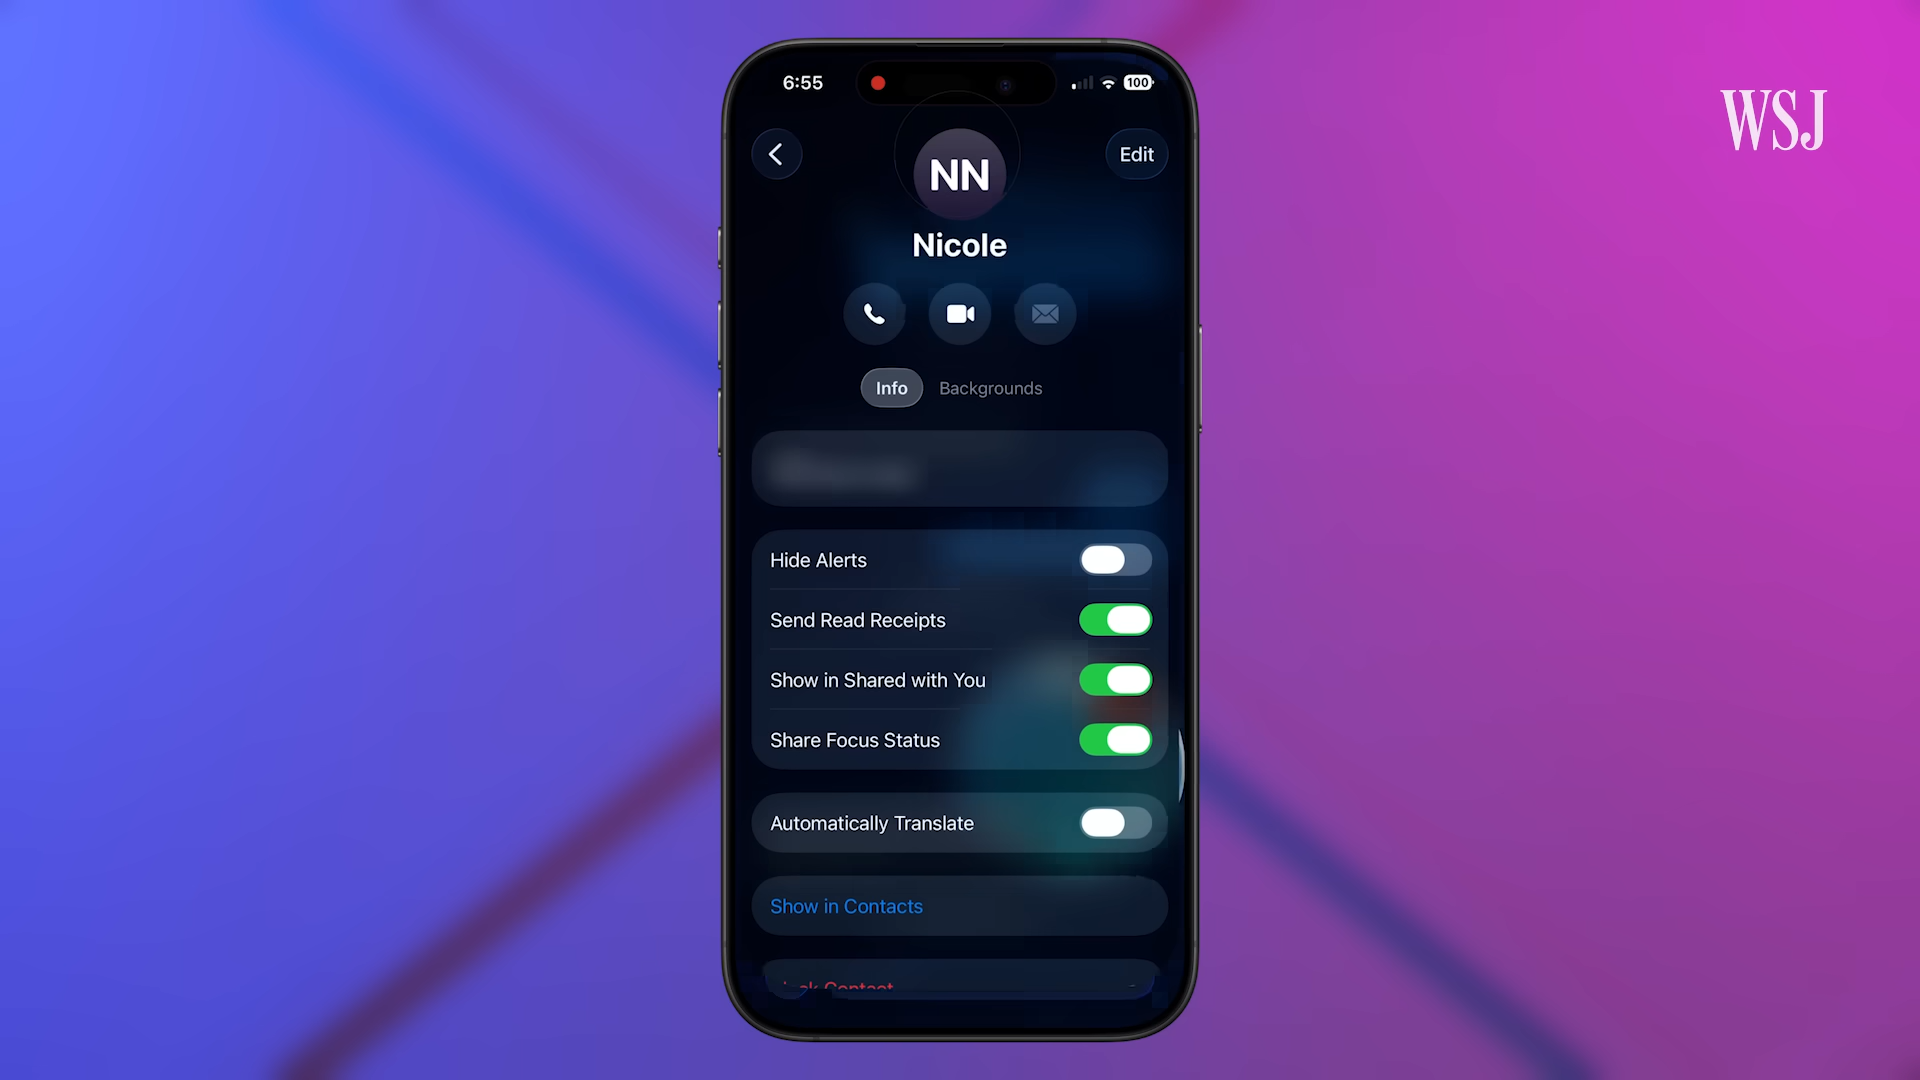 WSJ
6:55
100
Edit
NN
Nicole
Info Backgrounds
Hide Alerts
Send Read Receipts
Show in Shared with You
Share Focus Status
Automatically Translate
Show in Contacts
Contact